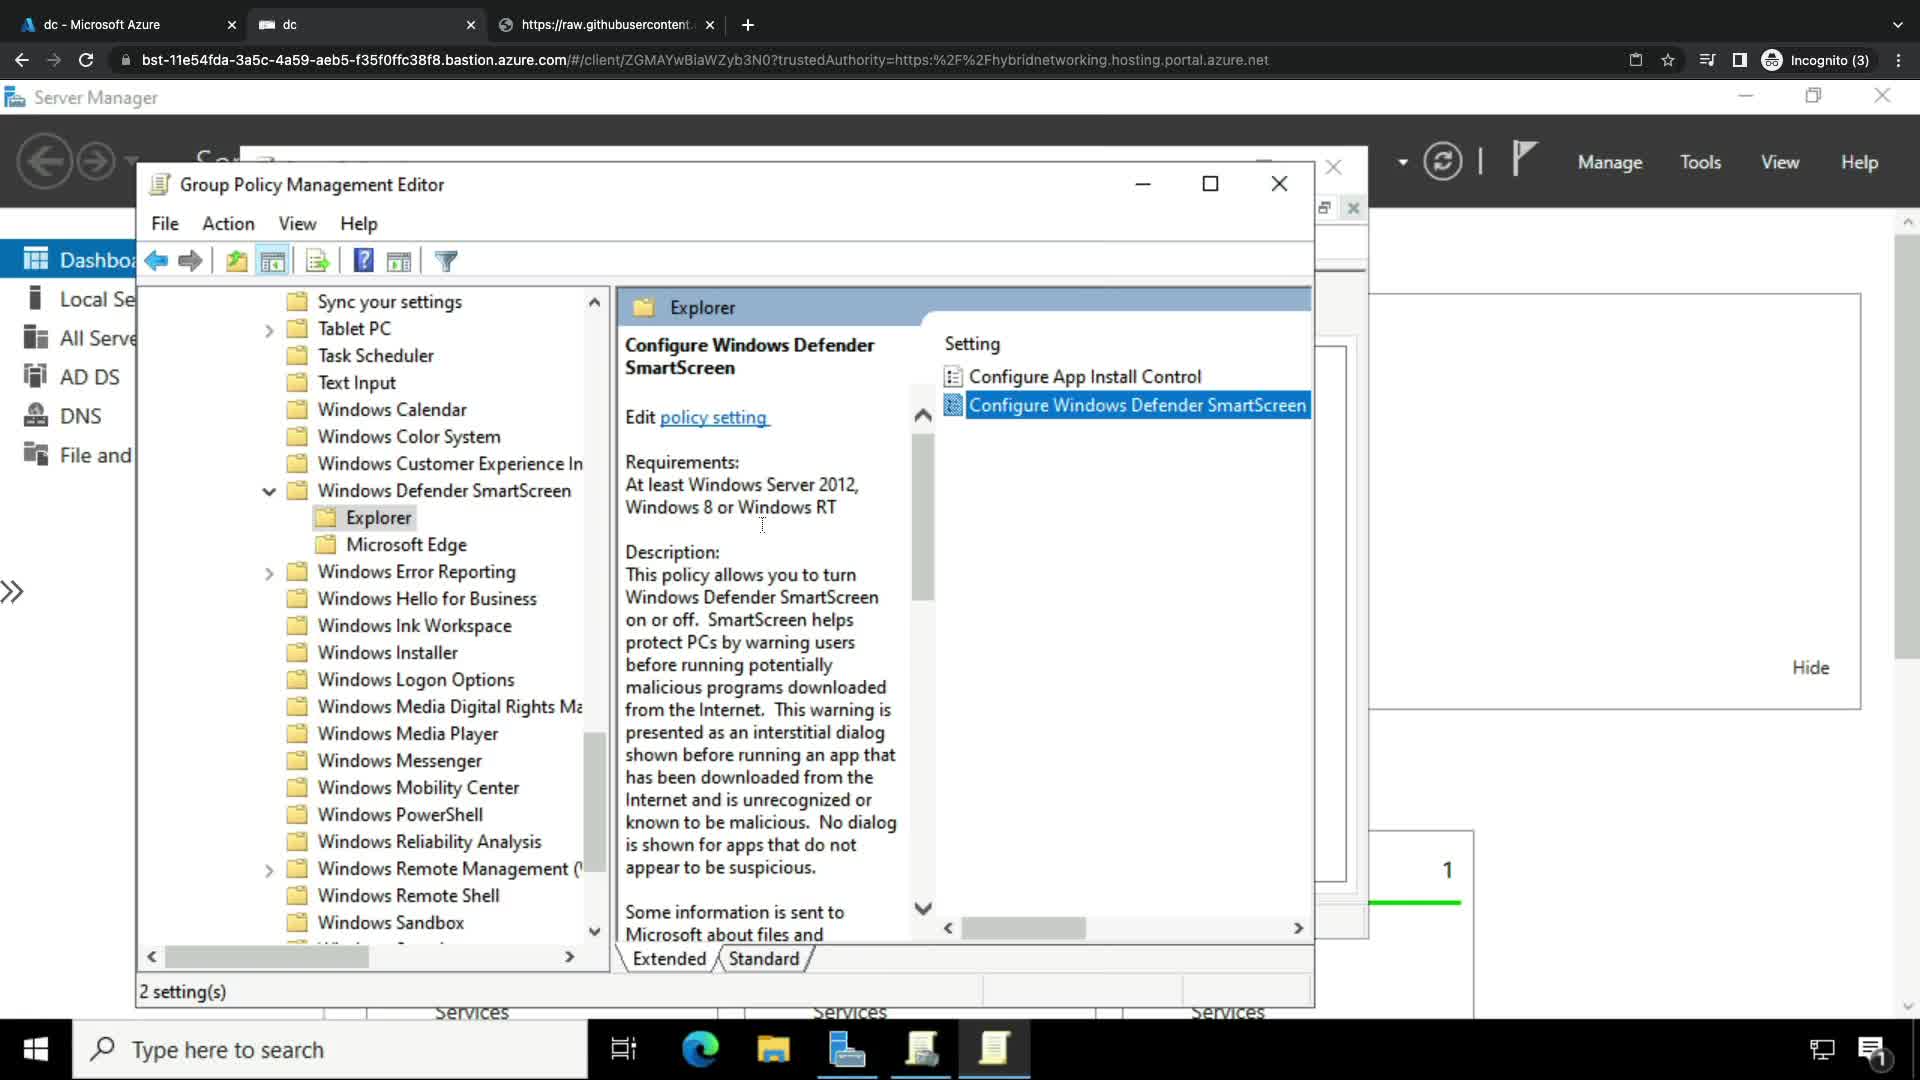 dc - Microsoft Azure
dc
https://raw.githubusercontent.
bst-11e54fda-3a5c-4a59-aeb5-f35f0ffc38f8.bastion.azure.com/#/client/ZGMAYwBiaWZyb3N0?trustedAuthority=https:%2F%2Fhybridnetworking.hosting.portal.azure.net
Incognito (3)
Server Manager
Manage
Tools
View
Help
Group Policy Management Editor
File
Action
View
Help
Dashboa
Local Se
All Serve
AD DS
DNS
File and
Sync your settings
Tablet PC
Task Scheduler
Text Input
Windows Calendar
Windows Color System
Windows Customer Experience In
Windows Defender SmartScreen
Explorer
Microsoft Edge
Windows Error Reporting
Windows Hello for Business
Windows Ink Workspace
Windows Installer
Windows Logon Options
Windows Media Digital Rights Ma
Windows Media Player
Windows Messenger
Windows Mobility Center
Windows PowerShell
Windows Reliability Analysis
Windows Remote Management (
Windows Remote Shell
Windows Sandbox
Explorer
Configure Windows Defender
SmartScreen
Edit policy setting
Requirements:
At least Windows Server 2012,
Windows 8 or Windows RT
Description:
This policy allows you to turn
Windows Defender SmartScreen
on or off.  SmartScreen helps
protect PCs by warning users
before running potentially
malicious programs downloaded
from the Internet.  This warning is
presented as an interstitial dialog
shown before running an app that
has been downloaded from the
Internet and is unrecognized or
known to be malicious.  No dialog
is shown for apps that do not
appear to be suspicious.
Some information is sent to
Microsoft about files and
Setting
Configure App Install Control
Configure Windows Defender SmartScreen
Extended
Standard
2 setting(s)
Hide
1
Services
Services
Services
Type here to search
1